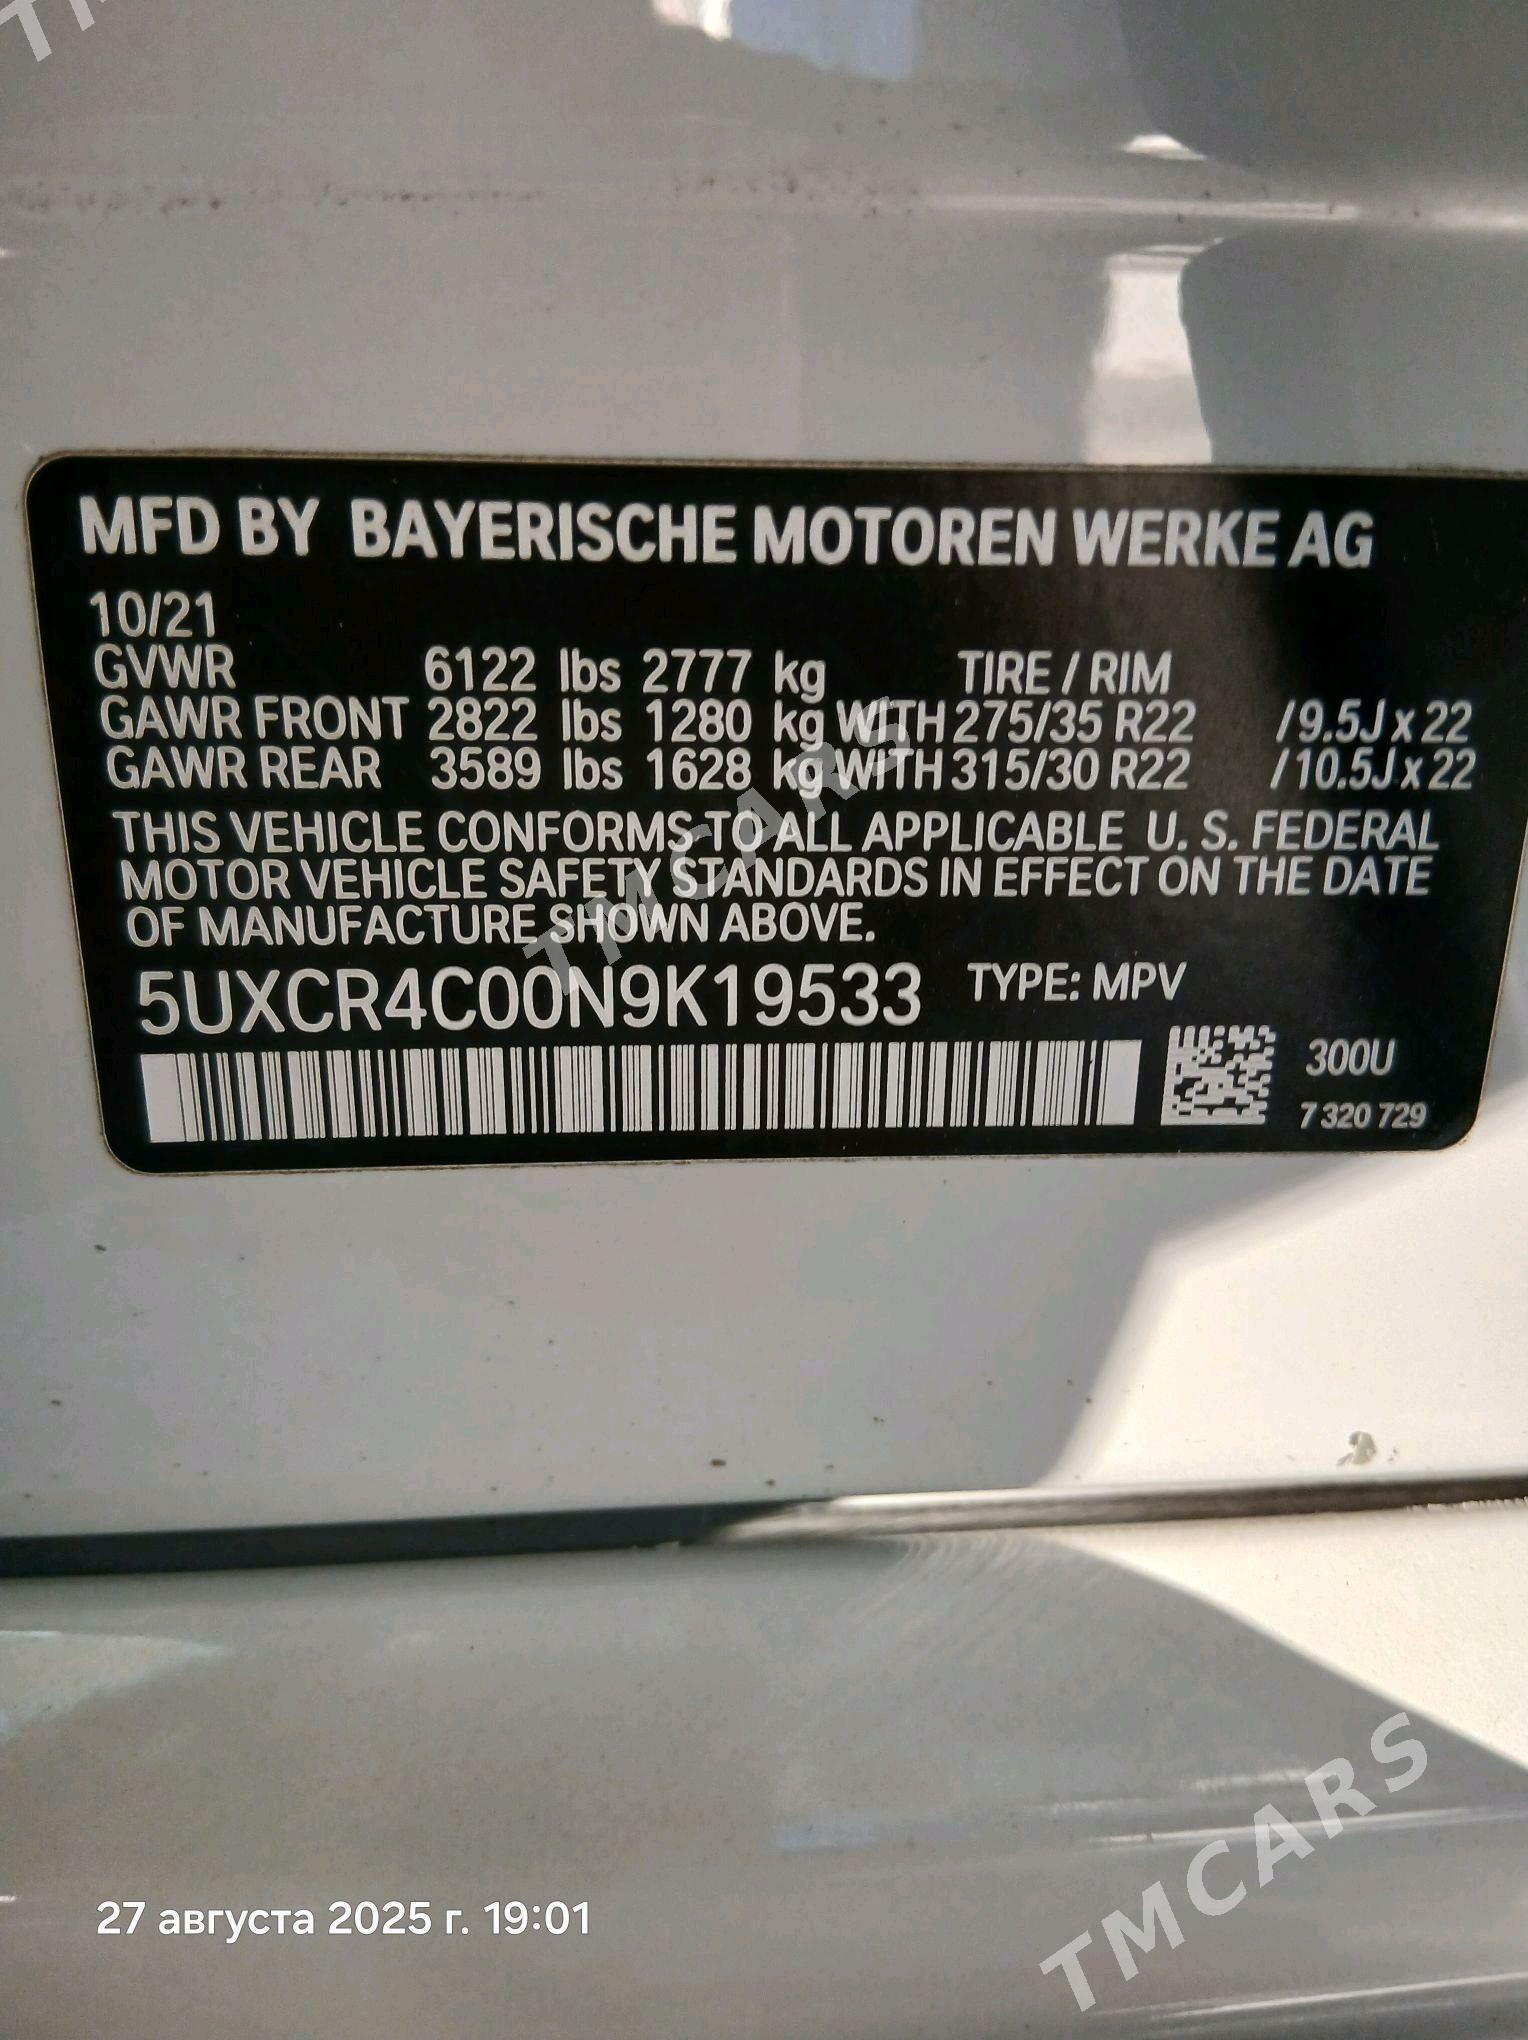 MFD BY BAYERISCHE MOTOREN WERKE AG
10/21
GVWR 6122 lbs 2777 kg TIRE / RIM
GAWR FRONT 2822 lbs 1280 kg WITH 275/35 R22 /9.5J x 22
GAWR REAR 3589 lbs 1628 kg WITH 315/30 R22 /10.5J x 22
THIS VEHICLE CONFORMS TO ALL APPLICABLE U. S. FEDERAL
MOTOR VEHICLE SAFETY STANDARDS IN EFFECT ON THE DATE
OF MANUFACTURE SHOWN ABOVE.
5UXCR4C00N9K19533 TYPE: MPV
300U
7 320 729
TMCARS
TMCARS
27 августа 2025 г. 19:01